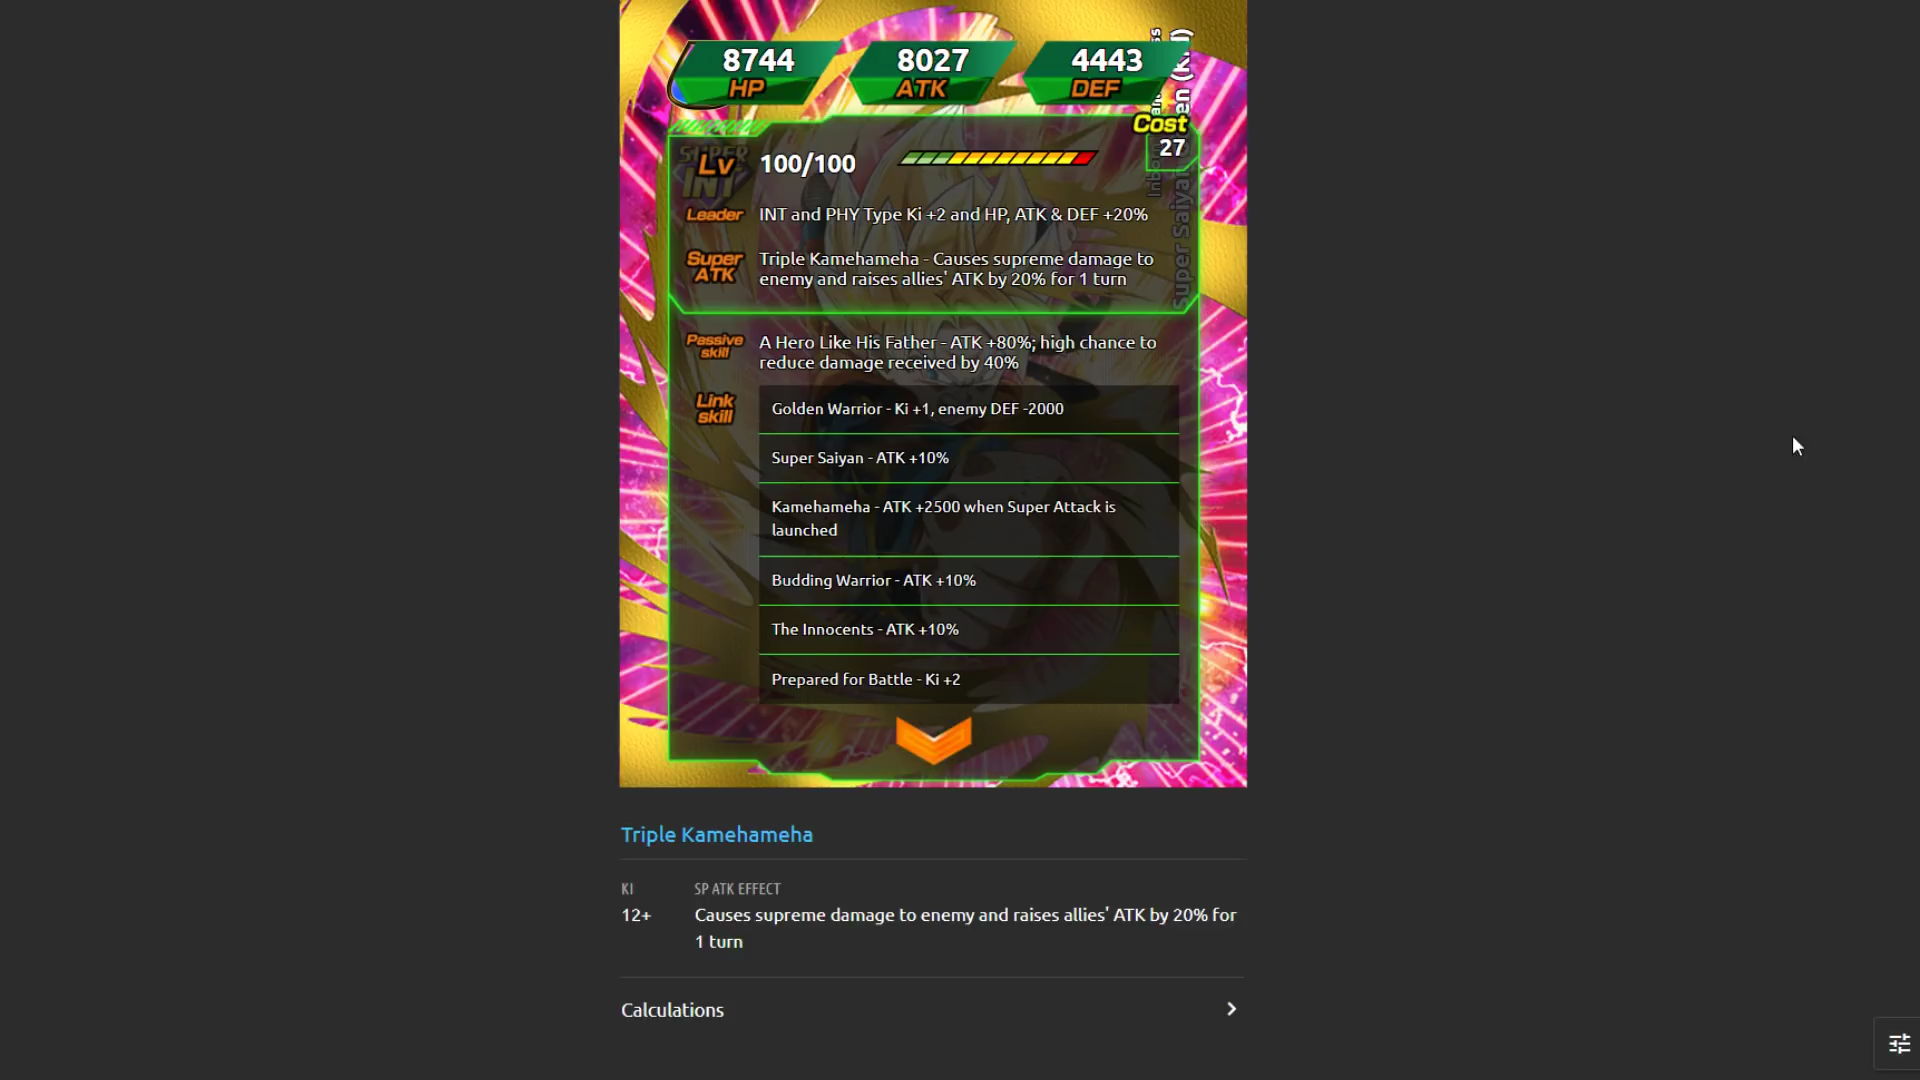 8744
HP
8027
ATK
4443
DEF
Cost
27
SUPER
INT
Lv
100/100
Leader
INT and PHY Type Ki +2 and HP, ATK & DEF +20%
Super
ATK
Triple Kamehameha - Causes supreme damage to
enemy and raises allies' ATK by 20% for 1 turn
Super Saiyan
Passive
skill
A Hero Like His Father - ATK +80%; high chance to
reduce damage received by 40%
Link
skill
Golden Warrior - Ki +1, enemy DEF -2000
Super Saiyan - ATK +10%
Kamehameha - ATK +2500 when Super Attack is
launched
Budding Warrior - ATK +10%
The Innocents - ATK +10%
Prepared for Battle - Ki +2
Triple Kamehameha
KI
SP ATK EFFECT
12+
Causes supreme damage to enemy and raises allies' ATK by 20% for
1 turn
Calculations